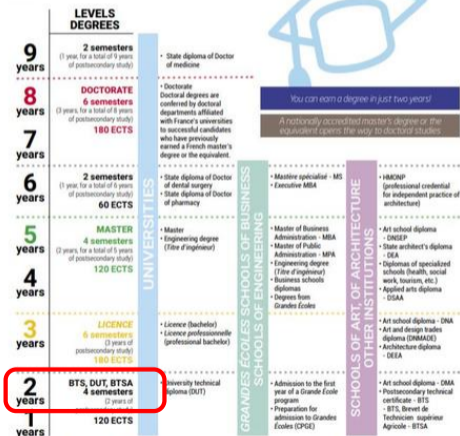 LEVELS
DEGREES
9
years
2 semesters
(1 year, for a total of 9 years
of postsecondary study)
• State diploma of Doctor
of medicine
8
years
DOCTORATE
6 semesters
(3 years, for a total of 8 years
of postsecondary study)
180 ECTS
7
years
• Doctorate
Doctoral degrees are
conferred by doctoral
departments affiliated
with France's universities
to successful candidates
who have previously
earned a French master's
degree or the equivalent.
You can earn a degree in just two years!
A nationally accredited master's degree or the
equivalent opens the way to doctoral studies
6
years
2 semesters
(1 year, for a total of 6 years
of postsecondary study)
60 ECTS
• State diploma of Doctor
of dental surgery
• State diploma of Doctor
of pharmacy
• Mastère spécialisé - MS
• Executive MBA
• HMONP
(professional credential
for independent practice of
architecture)
5
years
MASTER
4 semesters
(2 years, for a total of 5 years
of postsecondary study)
120 ECTS
4
years
• Master
• Engineering degree
(Titre d'ingénieur)
• Master of Business
Administration - MBA
• Master of Public
Administration - MPA
• Engineering degree
(Titre d'ingénieur)
• Business schools
diplomas
• Degrees from
Grandes Écoles
• Art school diploma
- DNSEP
• State architect's diploma
- DEA
• Diplomas of specialized
schools (health, social
work, tourism, etc.)
• Applied arts diploma
- DSAA
3
years
LICENCE
6 semesters
(3 years of
postsecondary study)
180 ECTS
• Licence (bachelor)
• Licence professionnelle
(professional bachelor)
• Art school diploma - DNA
• Art and design trades
diploma (DNMADE)
• Architecture diploma
- DEEA
2
years
BTS, DUT, BTSA
4 semesters
(2 years of
postsecondary study)
120 ECTS
1
years
University technical
diploma (DUT)
• Admission to the first
year of a Grande École
program
• Preparation for
admission to Grandes
Écoles (CPGE)
• Art school diploma - DMA
• Postsecondary technical
certificate - BTS
- BTS, Brevet de
Technicien supérieur
Agricole - BTSA
UNIVERSITIES
GRANDES ÉCOLES SCHOOLS OF BUSINESS
SCHOOLS OF ENGINEERING
SCHOOLS OF ART, OF ARCHITECTURE
OTHER INSTITUTIONS